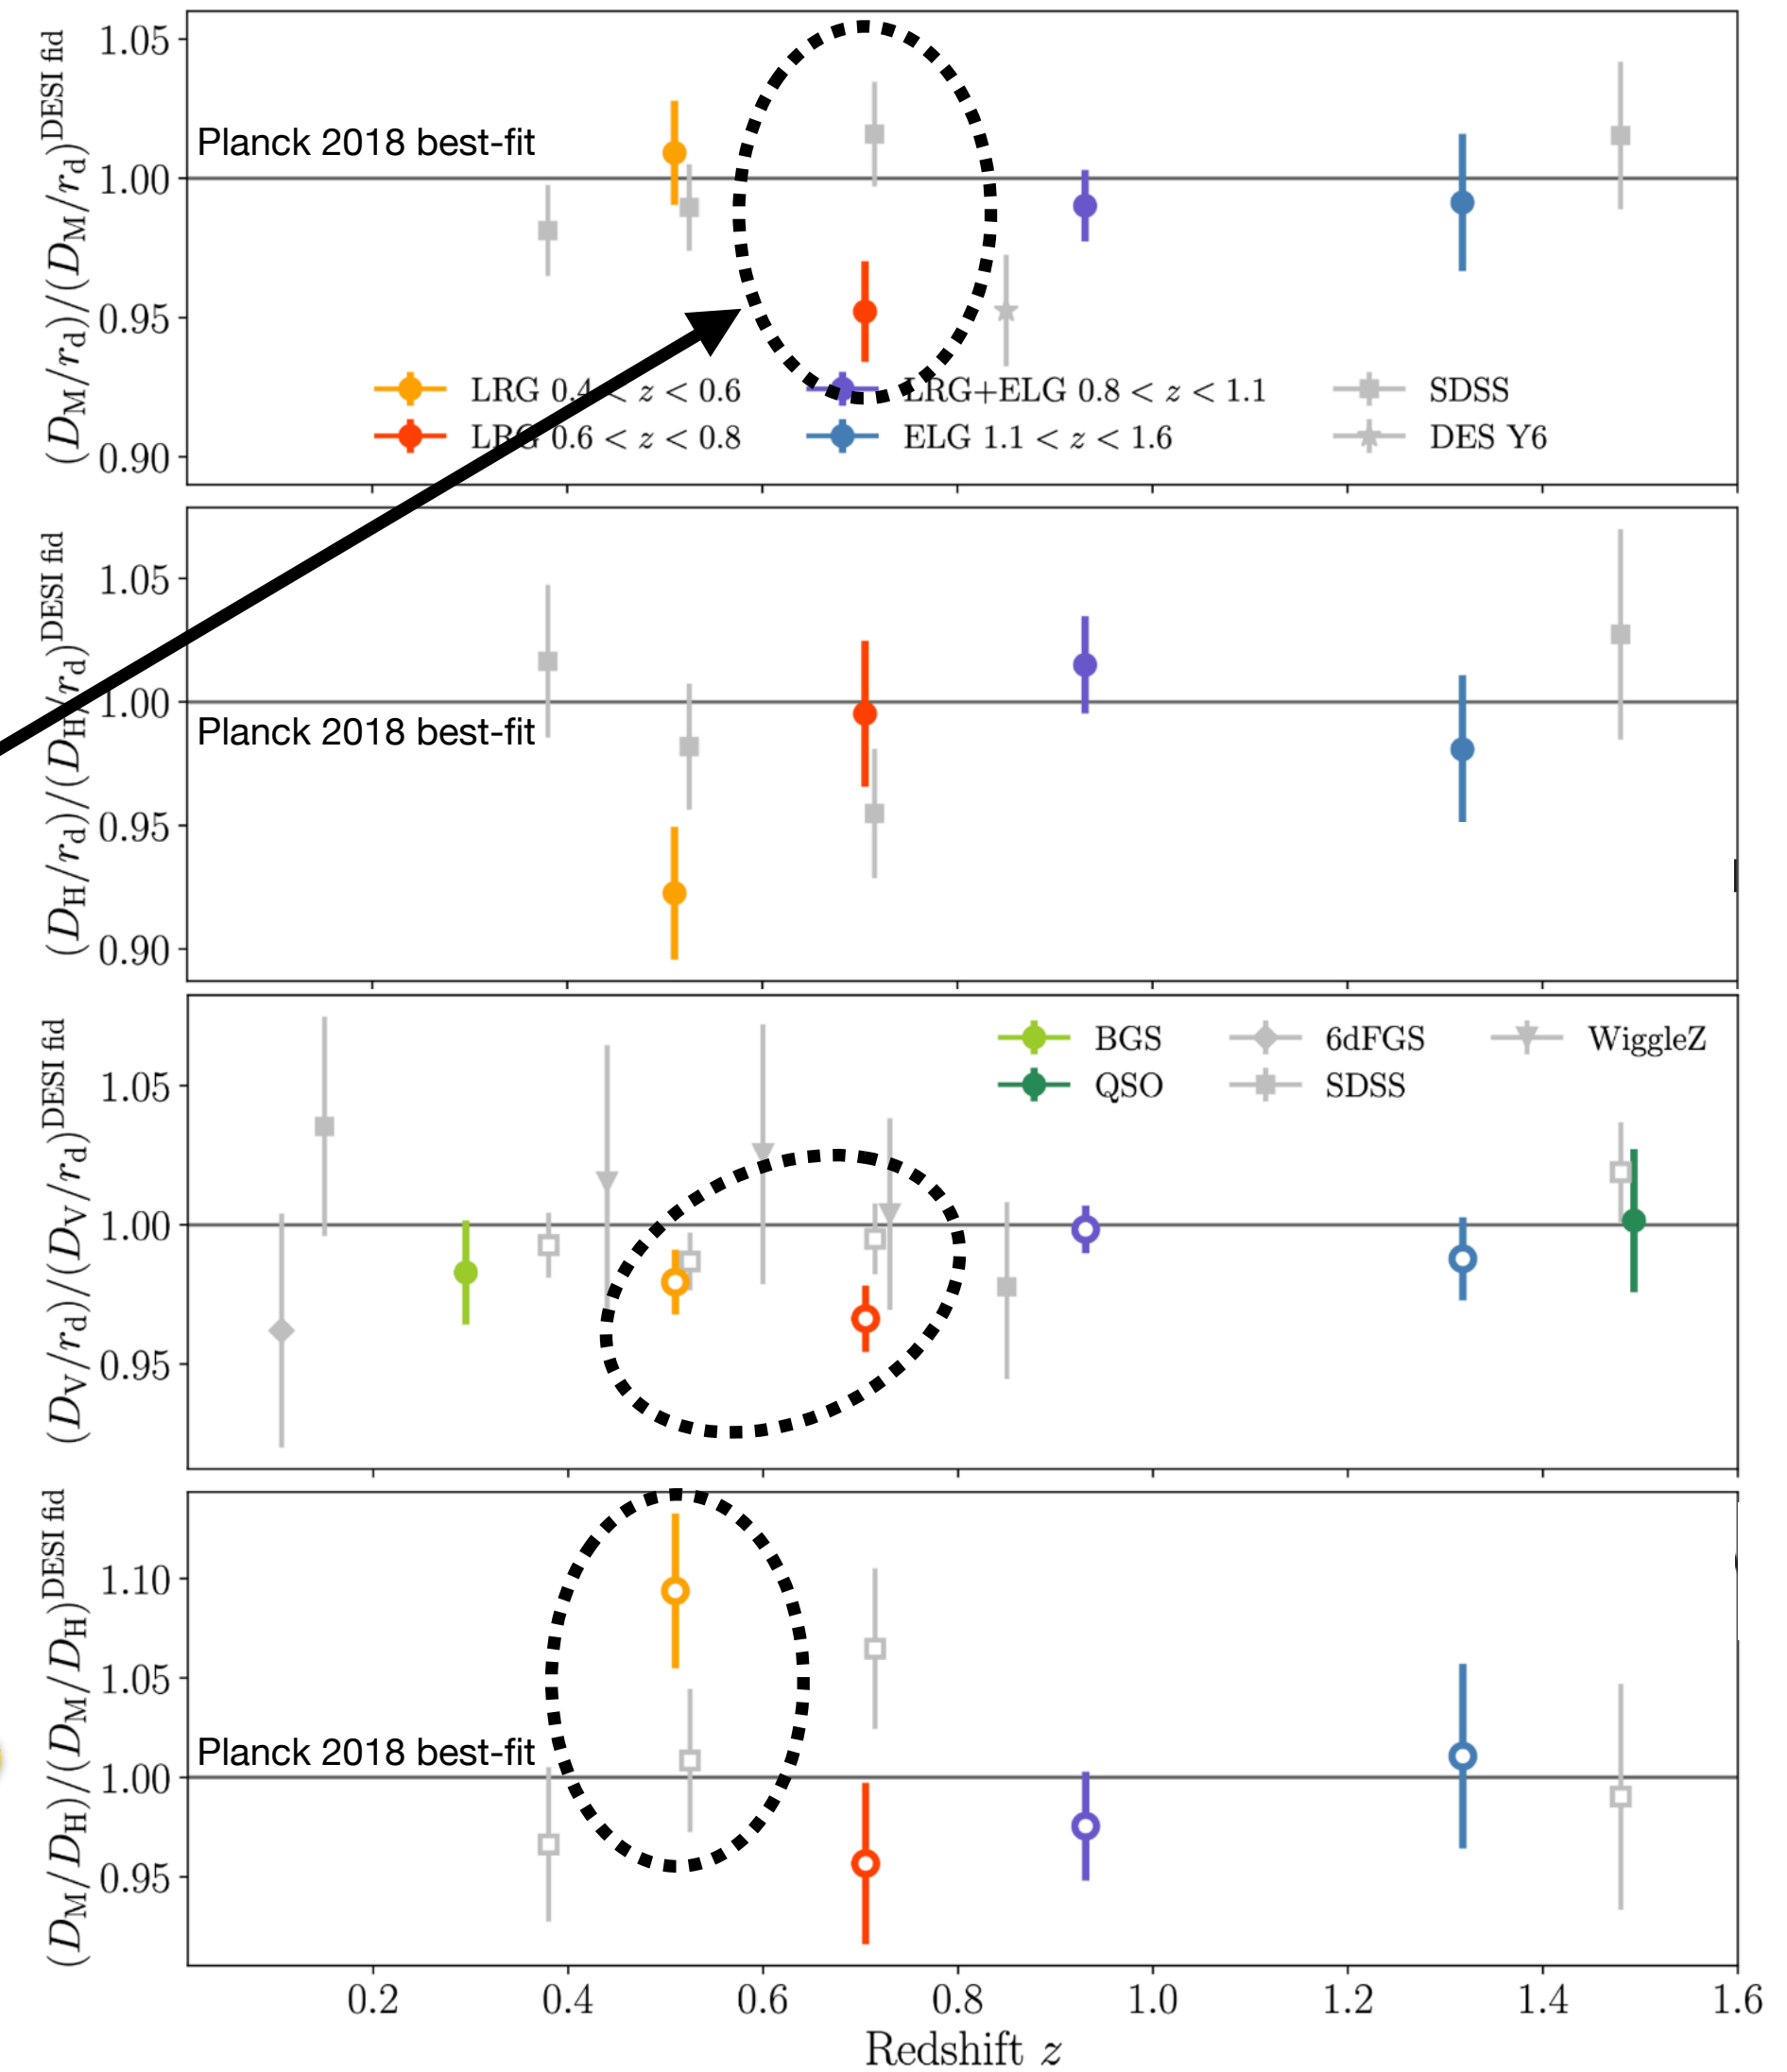 (D_M/r_d)/(D_M/r_d)^DESI fid
1.05
1.00
0.95
0.90
Planck 2018 best-fit
LRG 0.4 < z < 0.6
LRG 0.6 < z < 0.8
LRG+ELG 0.8 < z < 1.1
ELG 1.1 < z < 1.6
SDSS
DES Y6
(D_H/r_d)/(D_H/r_d)^DESI fid
1.05
1.00
0.95
0.90
Planck 2018 best-fit
(D_V/r_d)/(D_V/r_d)^DESI fid
1.05
1.00
0.95
BGS
QSO
6dFGS
SDSS
WiggleZ
(D_M/D_H)/(D_M/D_H)^DESI fid
1.10
1.05
1.00
0.95
Planck 2018 best-fit
0.2 0.4 0.6 0.8 1.0 1.2 1.4 1.6
Redshift z